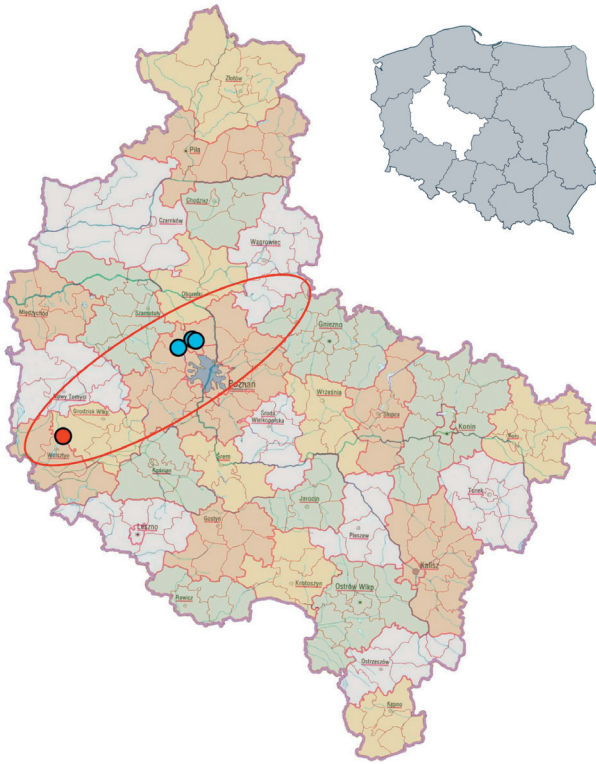 Złotów
Piła
Chodzież
Czarnków
Wągrowiec
Oborniki
Międzychód
Szamotuły
Gniezno
Nowy Tomyśl
Poznań
Września
Słupca
Konin
Koło
Grodzisk Wlkp.
Środa
Wielkopolska
Wolsztyn
Kościan
Śrem
Jarocin
Turek
Leszno
Gostyń
Pleszew
Kalisz
Krotoszyn
Rawicz
Ostrów Wlkp.
Ostrzeszów
Kępno